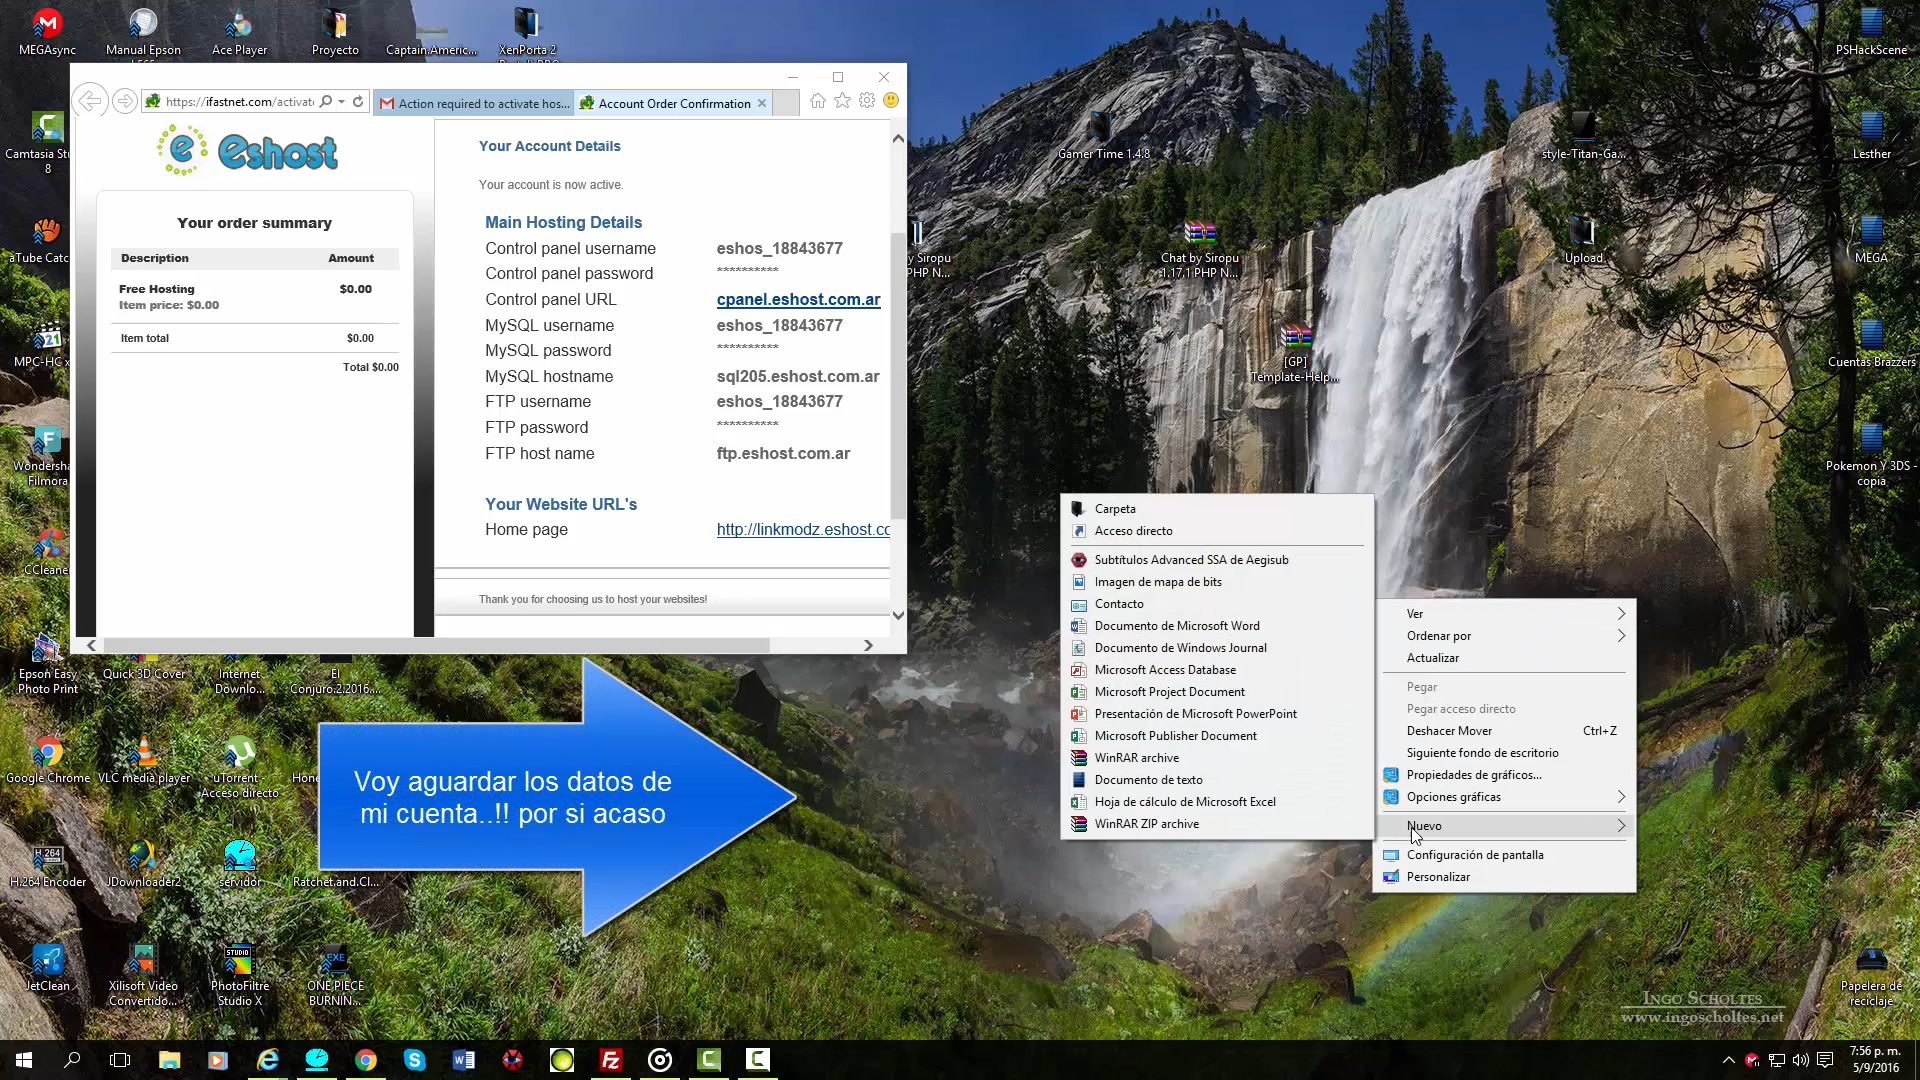 MEGAsync
Manual Epson
Ace Player
Proyecto
Captain.Americ...
XenPorta 2
PSHackScene
https://ifastnet.com/activate
Action required to activate hos...
Account Order Confirmation
eshost
Your order summary
Description Amount
Free Hosting $0.00
Item price: $0.00
Item total $0.00
Total $0.00
Your Account Details
Your account is now active.
Main Hosting Details
Control panel username eshos_18843677
Control panel password **********
Control panel URL cpanel.eshost.com.ar
MySQL username eshos_18843677
MySQL password **********
MySQL hostname sql205.eshost.com.ar
FTP username eshos_18843677
FTP password **********
FTP host name ftp.eshost.com.ar
Your Website URL's
Home page http://linkmodz.eshost.co
Thank you for choosing us to host your websites!
Camtasia Stu
8
aTube Catc
MPC-HC x
Wondersha
Filmora
CCleane
Gamer Time 1.4.8
style-Titan-Ga...
Lesther
by Siropu
PHP N...
Chat by Siropu
1.17.1 PHP N...
Upload
MEGA
[GP]
Template-Help...
Cuentas Brazzers
Pokemon Y 3DS -
copia
Epson Easy
Photo Print
Quick 3D Cover
Internet
Downlo...
El
Conjuro.2.2016....
Google Chrome
VLC media player
uTorrent -
Acceso directo
Hone
Voy aguardar los datos de
mi cuenta..!! por si acaso
H.264
H.264 Encoder
JDownloader2
servidor
Ratchet.and.Cl...
JetClean
Xilisoft Video
Convertido...
STUDIO
PhotoFiltre
Studio X
EXE
ONE PIECE
BURNIN...
Carpeta
Acceso directo
Subtítulos Advanced SSA de Aegisub
Imagen de mapa de bits
Contacto
Documento de Microsoft Word
Documento de Windows Journal
Microsoft Access Database
Microsoft Project Document
Presentación de Microsoft PowerPoint
Microsoft Publisher Document
WinRAR archive
Documento de texto
Hoja de cálculo de Microsoft Excel
WinRAR ZIP archive
Ver
Ordenar por
Actualizar
Pegar
Pegar acceso directo
Deshacer Mover Ctrl+Z
Siguiente fondo de escritorio
Propiedades de gráficos...
Opciones gráficas
Nuevo
Configuración de pantalla
Personalizar
Papelera de
reciclaje
Ingo Scholtes
www.ingoscholtes.net
7:56 p. m.
5/9/2016